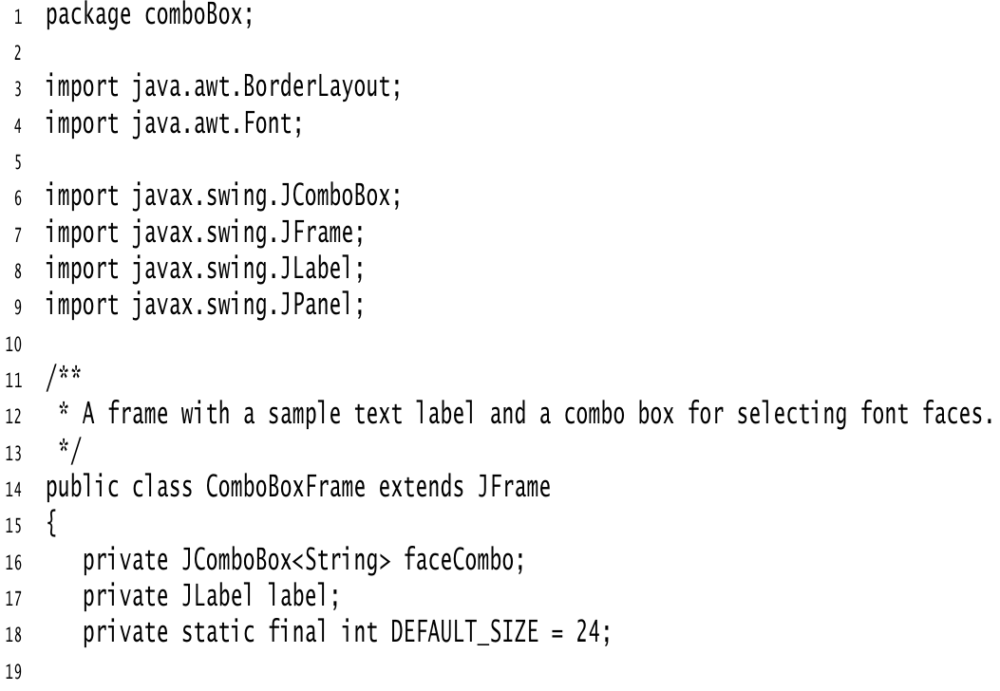 1 package comboBox;
2
3 import java.awt.BorderLayout;
4 import java.awt.Font;
5
6 import javax.swing.JComboBox;
7 import javax.swing.JFrame;
8 import javax.swing.JLabel;
9 import javax.swing.JPanel;
10
11 /**
12  * A frame with a sample text label and a combo box for selecting font faces.
13  */
14 public class ComboBoxFrame extends JFrame
15 {
16    private JComboBox<String> faceCombo;
17    private JLabel label;
18    private static final int DEFAULT_SIZE = 24;
19